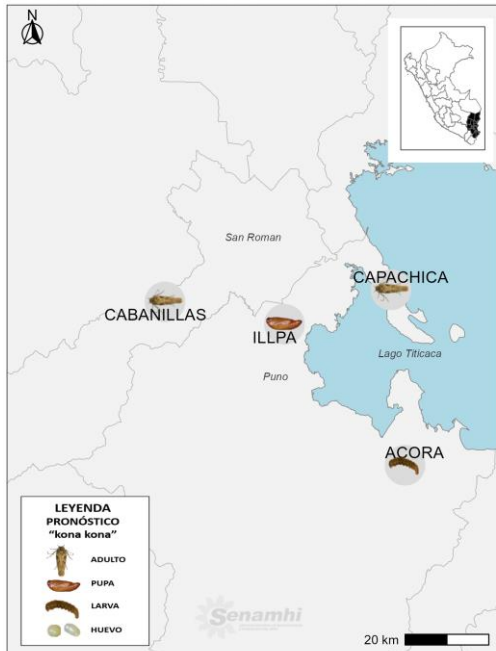 N
San Roman
CAPACHICA
CABANILLAS
ILLPA
Lago Titicaca
Puno
ACORA
LEYENDA
PRONÓSTICO
“kona kona”
ADULTO
PUPA
LARVA
HUEVO
Senamhi
20 km